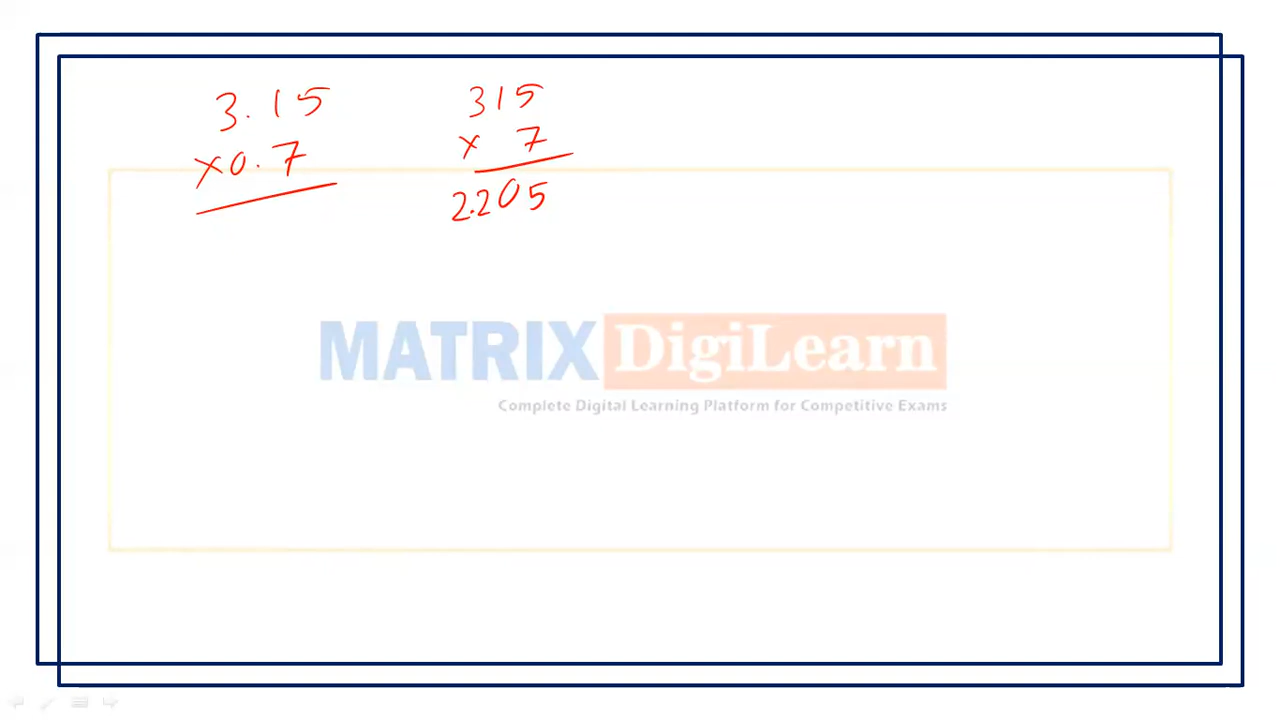 3.15
×0.7
315
× 7
2.205
MATRIX DigiLearn
Complete Digital Learning Platform for Competitive Exams